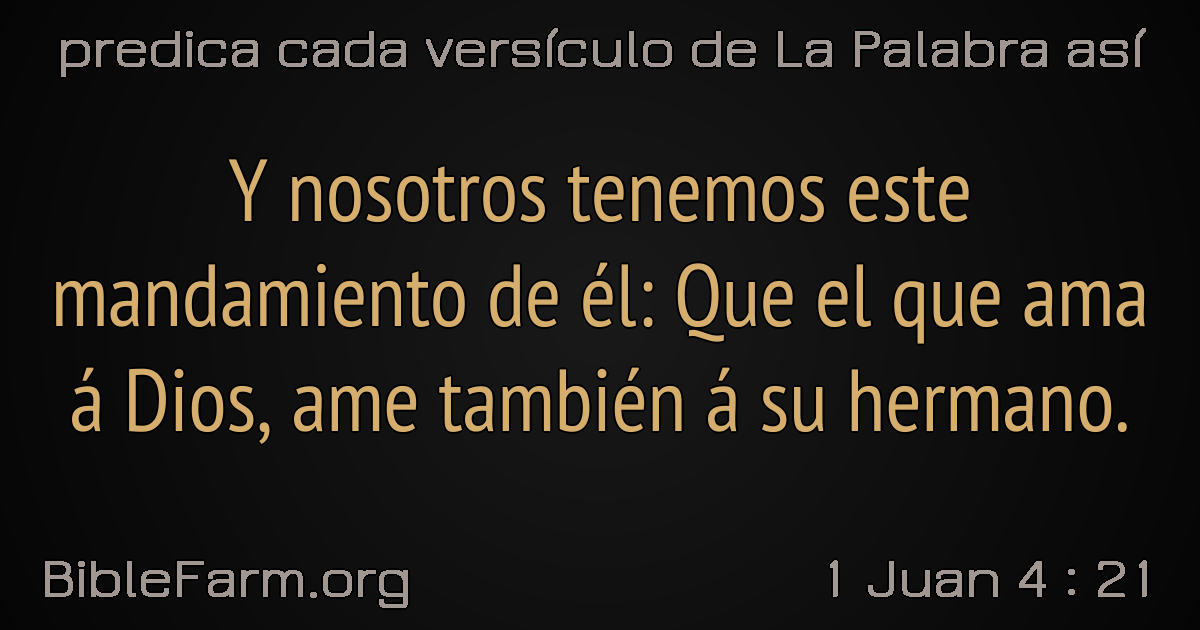 predica cada versículo de La Palabra así
Y nosotros tenemos este
mandamiento de él: Que el que ama
á Dios, ame también á su hermano.
BibleFarm.org
1 Juan 4 : 21